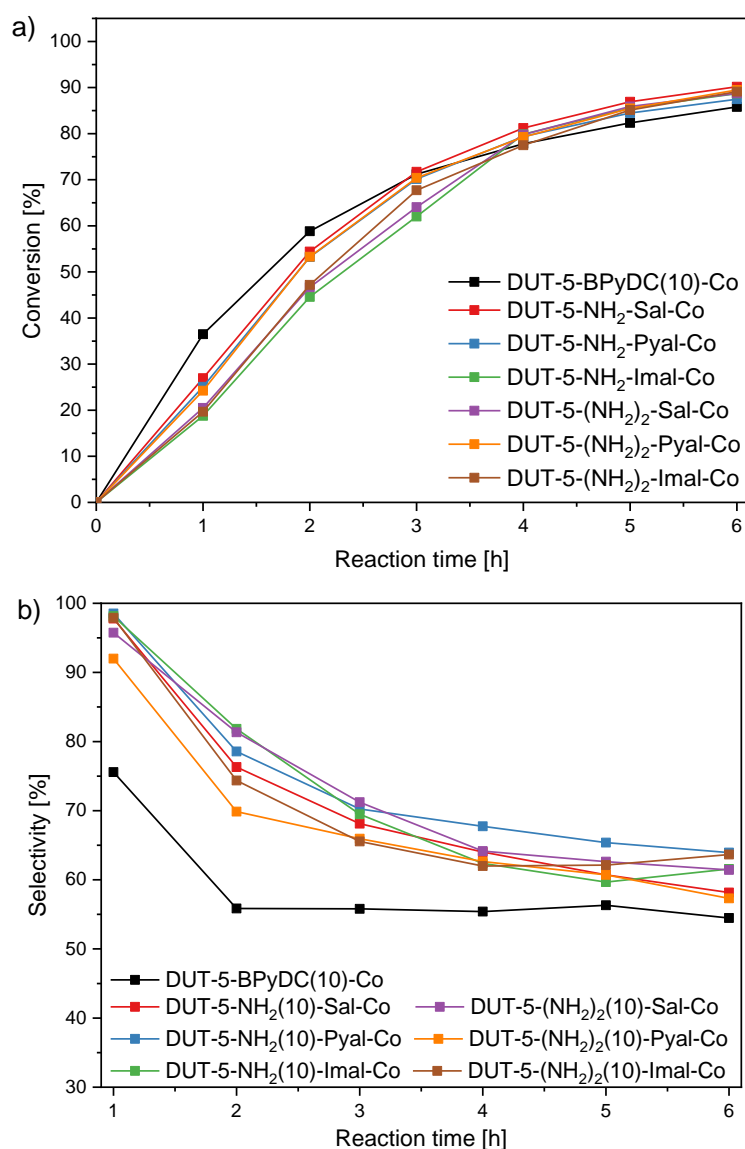 a)
100
90
80
70
60
50
40
30
20
10
0
Conversion [%]
DUT-5-BPyDC(10)-Co
DUT-5-NH₂-Sal-Co
DUT-5-NH₂-Pyal-Co
DUT-5-NH₂-Imal-Co
DUT-5-(NH₂)₂-Sal-Co
DUT-5-(NH₂)₂-Pyal-Co
DUT-5-(NH₂)₂-Imal-Co
0 1 2 3 4 5 6
Reaction time [h]
b)
100
90
80
70
60
50
40
30
Selectivity [%]
DUT-5-BPyDC(10)-Co
DUT-5-NH₂(10)-Sal-Co DUT-5-(NH₂)₂(10)-Sal-Co
DUT-5-NH₂(10)-Pyal-Co DUT-5-(NH₂)₂(10)-Pyal-Co
DUT-5-NH₂(10)-Imal-Co DUT-5-(NH₂)₂(10)-Imal-Co
1 2 3 4 5 6
Reaction time [h]